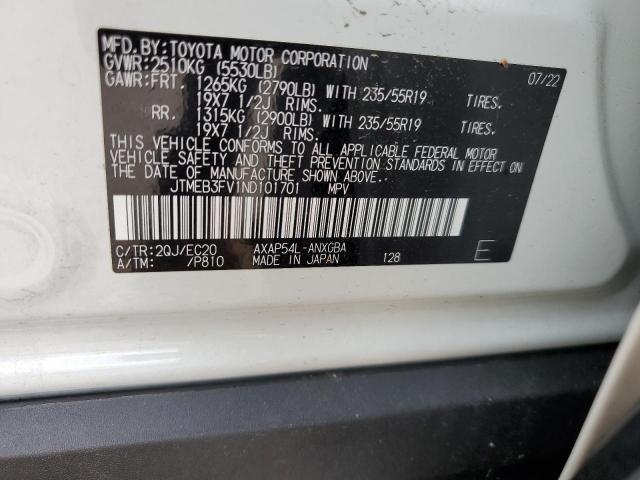 MFD.BY:TOYOTA MOTOR CORPORATION 07/22
GVWR:2510KG (5530LB)
GAWR:FRT. 1265KG (2790LB) WITH 235/55R19 TIRES.
19X7 1/2J RIMS.
RR. 1315KG (2900LB) WITH 235/55R19 TIRES.
19X7 1/2J RIMS.
THIS VEHICLE CONFORMS TO ALL APPLICABLE FEDERAL MOTOR
VEHICLE SAFETY AND THEFT PREVENTION STANDARDS IN EFFECT ON
THE DATE OF MANUFACTURE SHOWN ABOVE.
JTMEB3FV1ND101701 MPV
C/TR:2QJ/EC20 AXAP54L-ANXGBA
A/TM: /P810 MADE IN JAPAN 128 E